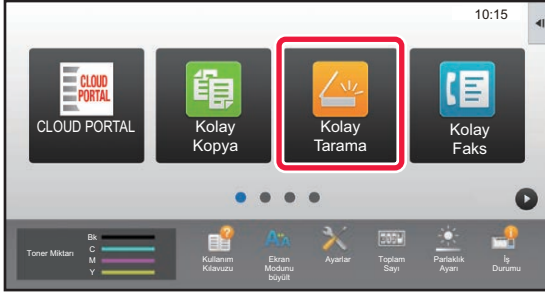 10:15
CLOUD
PORTAL
CLOUD PORTAL
Kolay
Kopya
Kolay
Tarama
Kolay
Faks
Toner Miktarı
Bk
C
M
Y
Kullanım
Kılavuzu
Ekran
Modunu
büyült
Ayarlar
Toplam
Sayı
Parlaklık
Ayarı
İş
Durumu